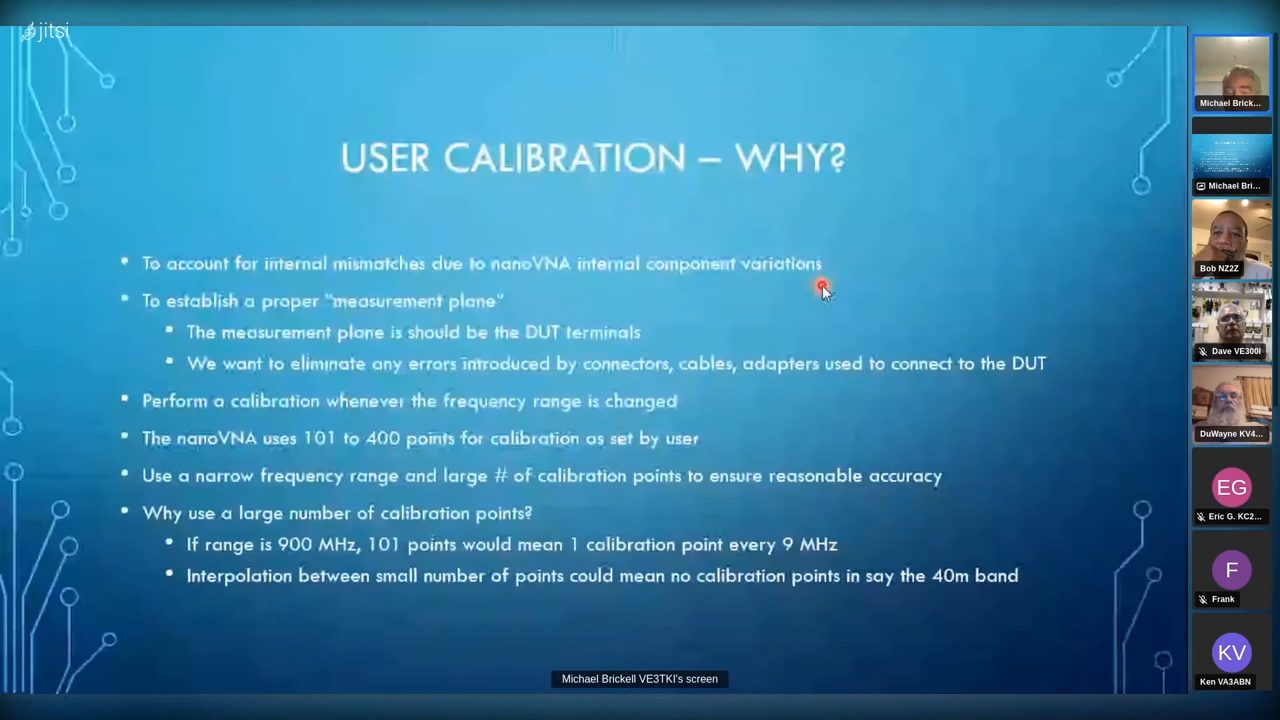 jitsi
USER CALIBRATION – WHY?
• To account for internal mismatches due to nanoVNA internal component variations
• To establish a proper "measurement plane"
• The measurement plane is should be the DUT terminals
• We want to eliminate any errors introduced by connectors, cables, adapters used to connect to the DUT
• Perform a calibration whenever the frequency range is changed
• The nanoVNA uses 101 to 400 points for calibration as set by user
• Use a narrow frequency range and large # of calibration points to ensure reasonable accuracy
• Why use a large number of calibration points?
• If range is 900 MHz, 101 points would mean 1 calibration point every 9 MHz
• Interpolation between small number of points could mean no calibration points in say the 40m band
Michael Brickell VE3TKI's screen
Michael Brick...
Michael Bri...
Bob NZ2Z
Dave VE3OOI
DuWayne KV4...
EG
Eric G. KC2...
F
Frank
KV
Ken VA3ABN